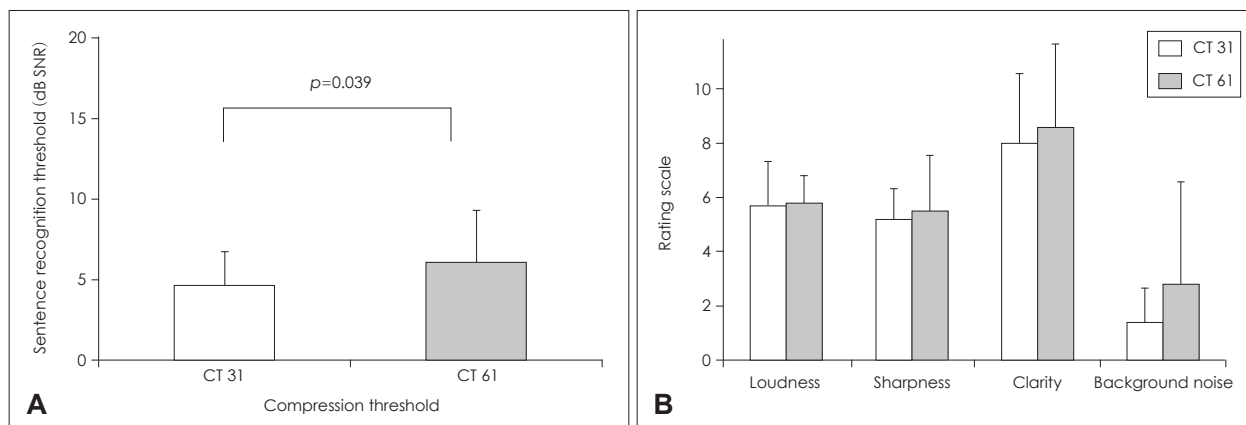 20
15
10
5
0
Sentence recognition threshold (dB SNR)
p=0.039
CT 31
CT 61
Compression threshold
A
10
8
6
4
2
0
Rating scale
CT 31
CT 61
Loudness
Sharpness
Clarity
Background noise
B